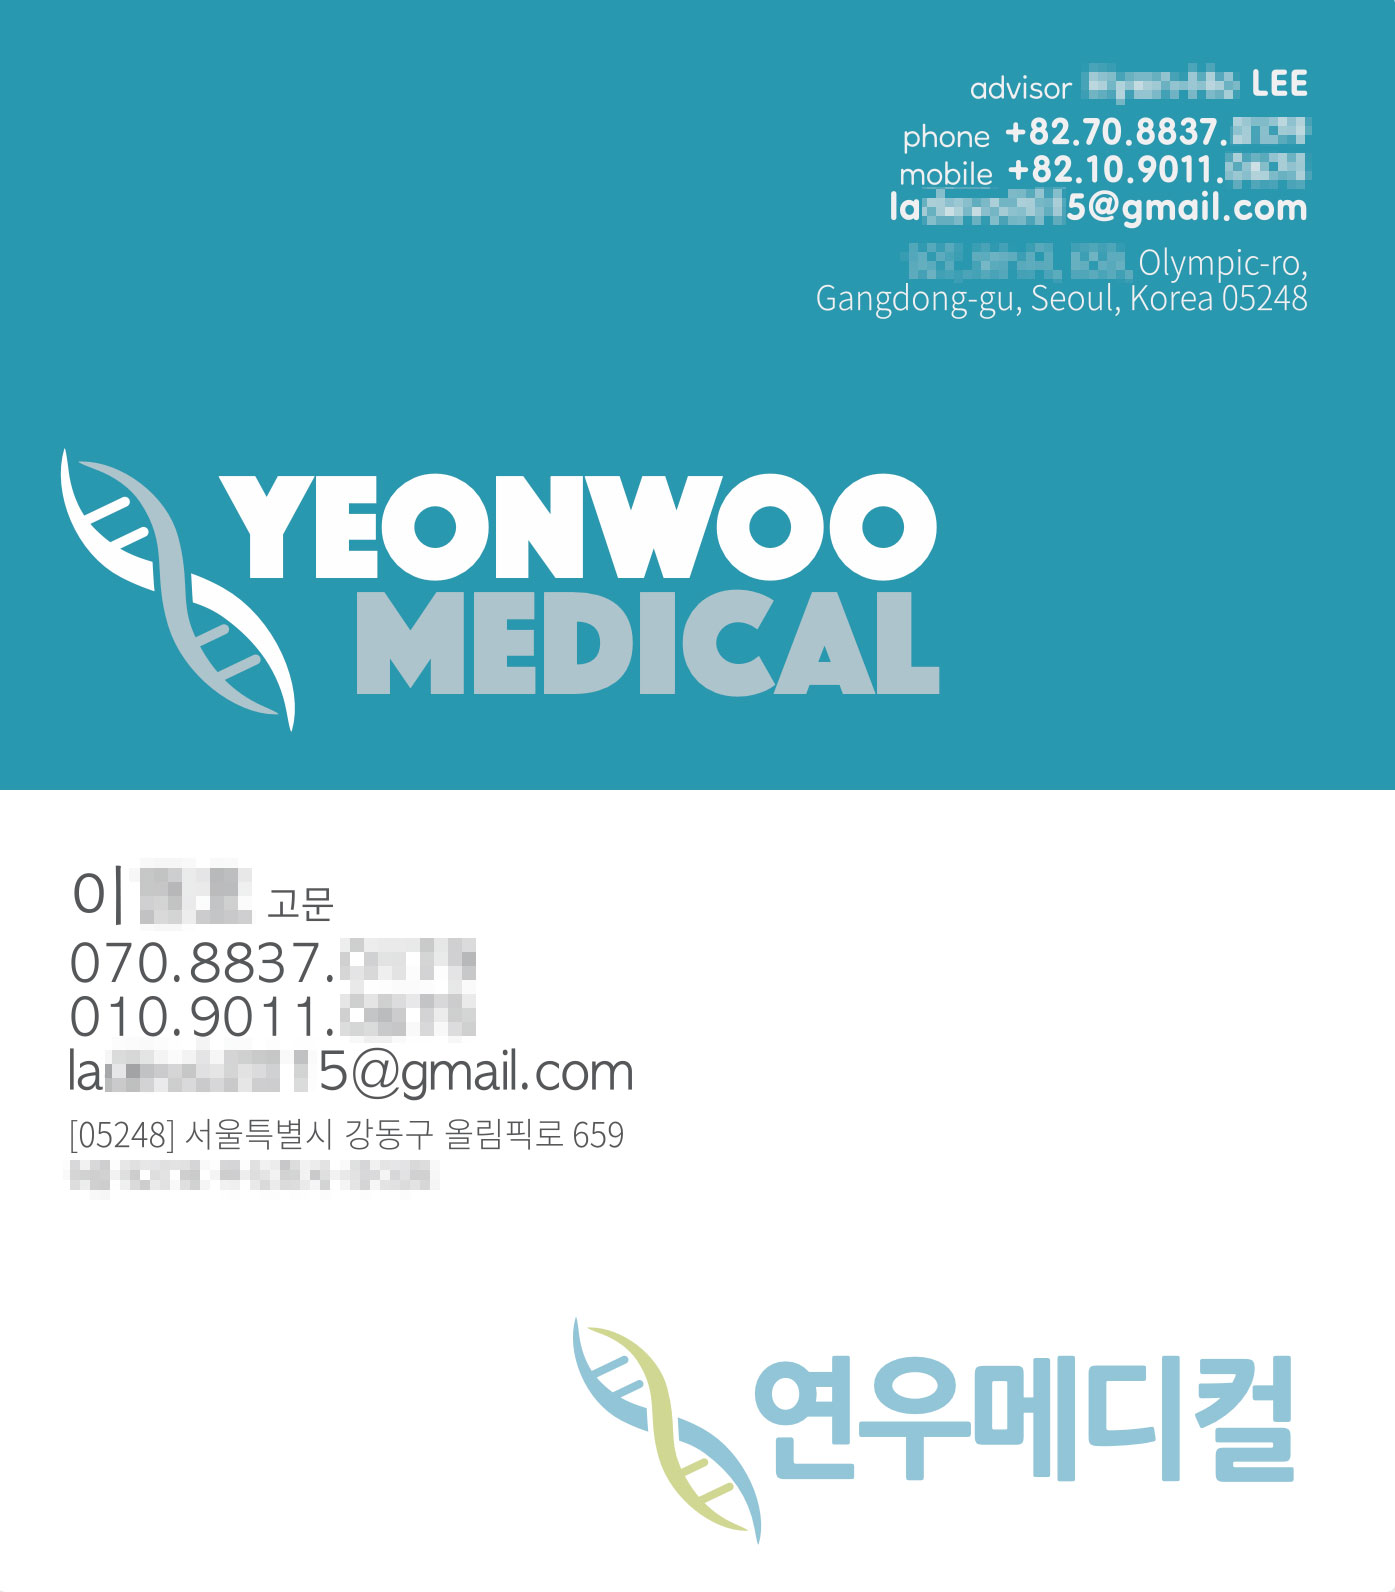 advisor LEE
phone +82.70.8837.
mobile +82.10.9011.
la 5@gmail.com
Olympic-ro,
Gangdong-gu, Seoul, Korea 05248
YEONWOO
MEDICAL
이 고문
070.8837.
010.9011.
la 5@gmail.com
[05248] 서울특별시 강동구 올림픽로 659
연우메디컬